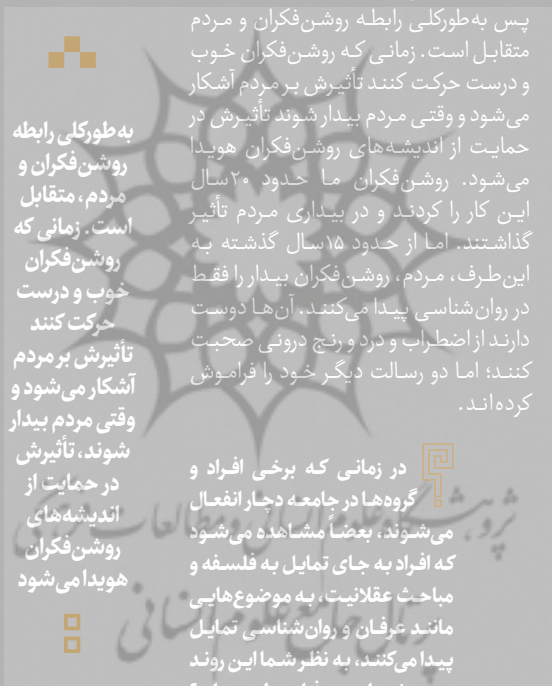 پس به‌طورکلی رابطه روشن‌فکران و مردم
متقابل است. زمانی که روشن‌فکران خوب
و درست حرکت کنند تأثیرش بر مردم آشکار
می‌شود و وقتی مردم بیدار شوند تأثیرش در
حمایت از اندیشه‌های روشن‌فکران هویدا
می‌شود. روشن‌فکران ما حدود ۲۰سال
این کار را کردند و در بیداری مردم تأثیر
گذاشتند. اما از حدود ۱۵سال گذشته به
این‌طرف، مردم، روشن‌فکران بیدار را فقط
در روان‌شناسی پیدا می‌کنند. آن‌ها دوست
دارند از اضطراب و درد و رنج درونی صحبت
کنند؛ اما دو رسالت دیگر خود را فراموش
کرده‌اند.
در زمانی که برخی افراد و
گروه‌ها در جامعه دچار انفعال
می‌شوند، بعضاً مشاهده می‌شود
که افراد به جای تمایل به فلسفه و
مباحث عقلانیت، به موضوع‌هایی
مانند عرفان و روان‌شناسی تمایل
پیدا می‌کنند، به نظر شما این روند
به‌طورکلی رابطه
روشن‌فکران و
مردم، متقابل
است. زمانی که
روشن‌فکران
خوب و درست
حرکت کنند
تأثیرش بر مردم
آشکار می‌شود و
وقتی مردم بیدار
شوند، تأثیرش
در حمایت از
اندیشه‌های
روشن‌فکران
هویدا می‌شود
پژوهشگاه علوم انسانی و مطالعات فرهنگی
پرتال جامع علوم انسانی